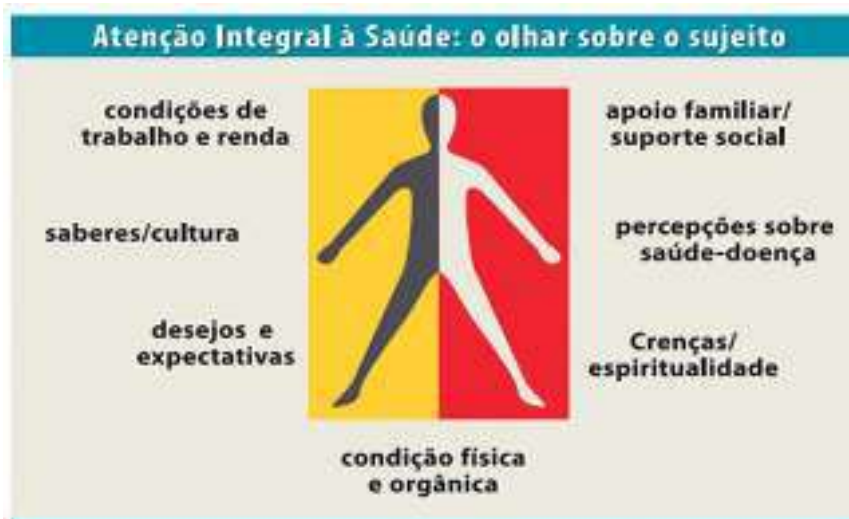 Atenção Integral à Saúde: o olhar sobre o sujeito
condições de
trabalho e renda
saberes/cultura
desejos e
expectativas
apoio familiar/
suporte social
percepções sobre
saúde-doença
Crenças/
espiritualidade
condição física
e orgânica